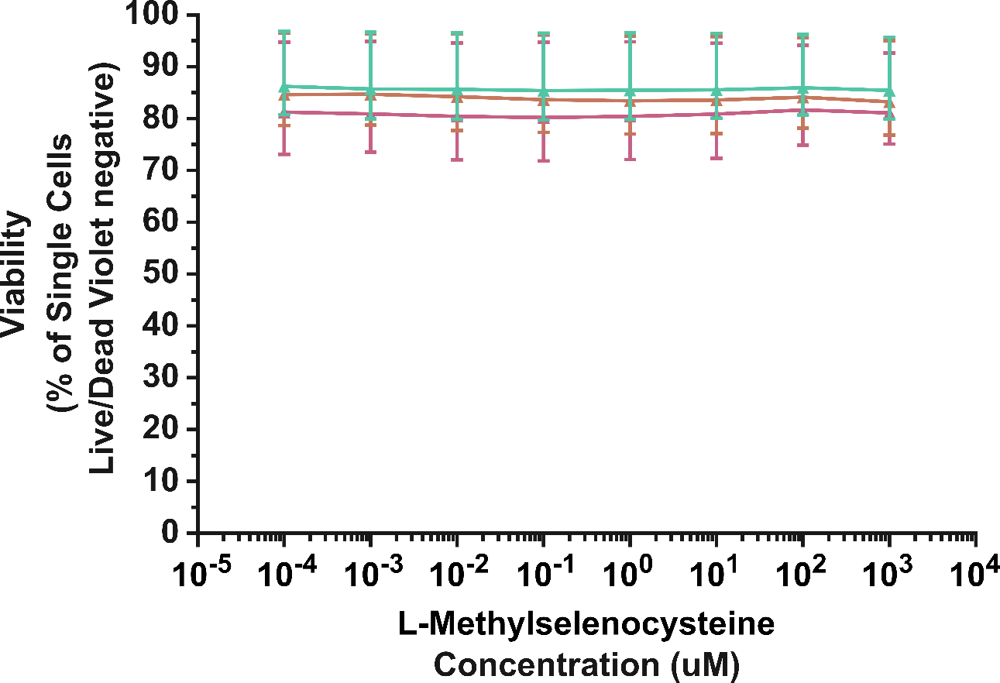 100
90
80
70
60
50
40
30
20
10
0
Viability
(% of Single Cells
Live/Dead Violet negative)
10-5 10-4 10-3 10-2 10-1 100 101 102 103 104
L-Methylselenocysteine
Concentration (uM)